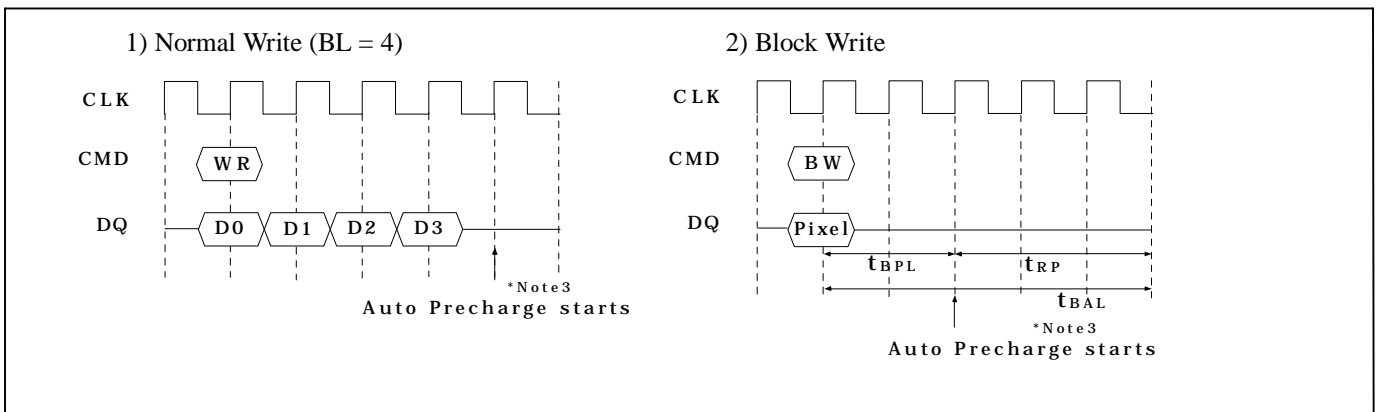 1) Normal Write (BL = 4)
CLK
CMD
WR
DQ
D0 D1 D2 D3
*Note3
Auto Precharge starts
2) Block Write
CLK
CMD
BW
DQ
Pixel
tBPL tRP
tBAL
*Note3
Auto Precharge starts